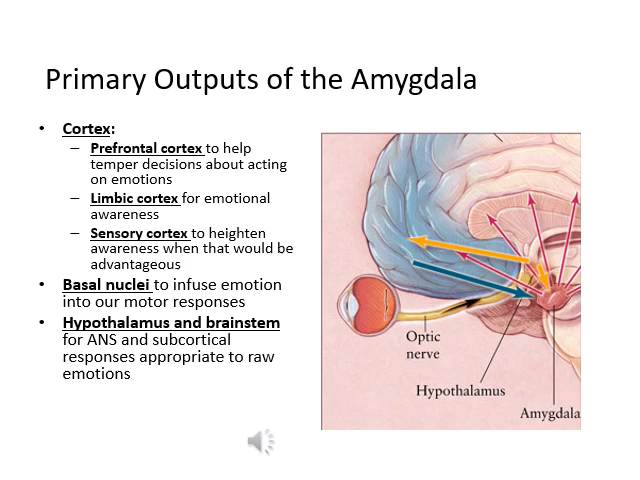 Primary Outputs of the Amygdala
• Cortex:
– Prefrontal cortex to help
temper decisions about acting
on emotions
– Limbic cortex for emotional
awareness
– Sensory cortex to heighten
awareness when that would be
advantageous
• Basal nuclei to infuse emotion
into our motor responses
• Hypothalamus and brainstem
for ANS and subcortical
responses appropriate to raw
emotions
Optic
nerve
Hypothalamus
Amygdala